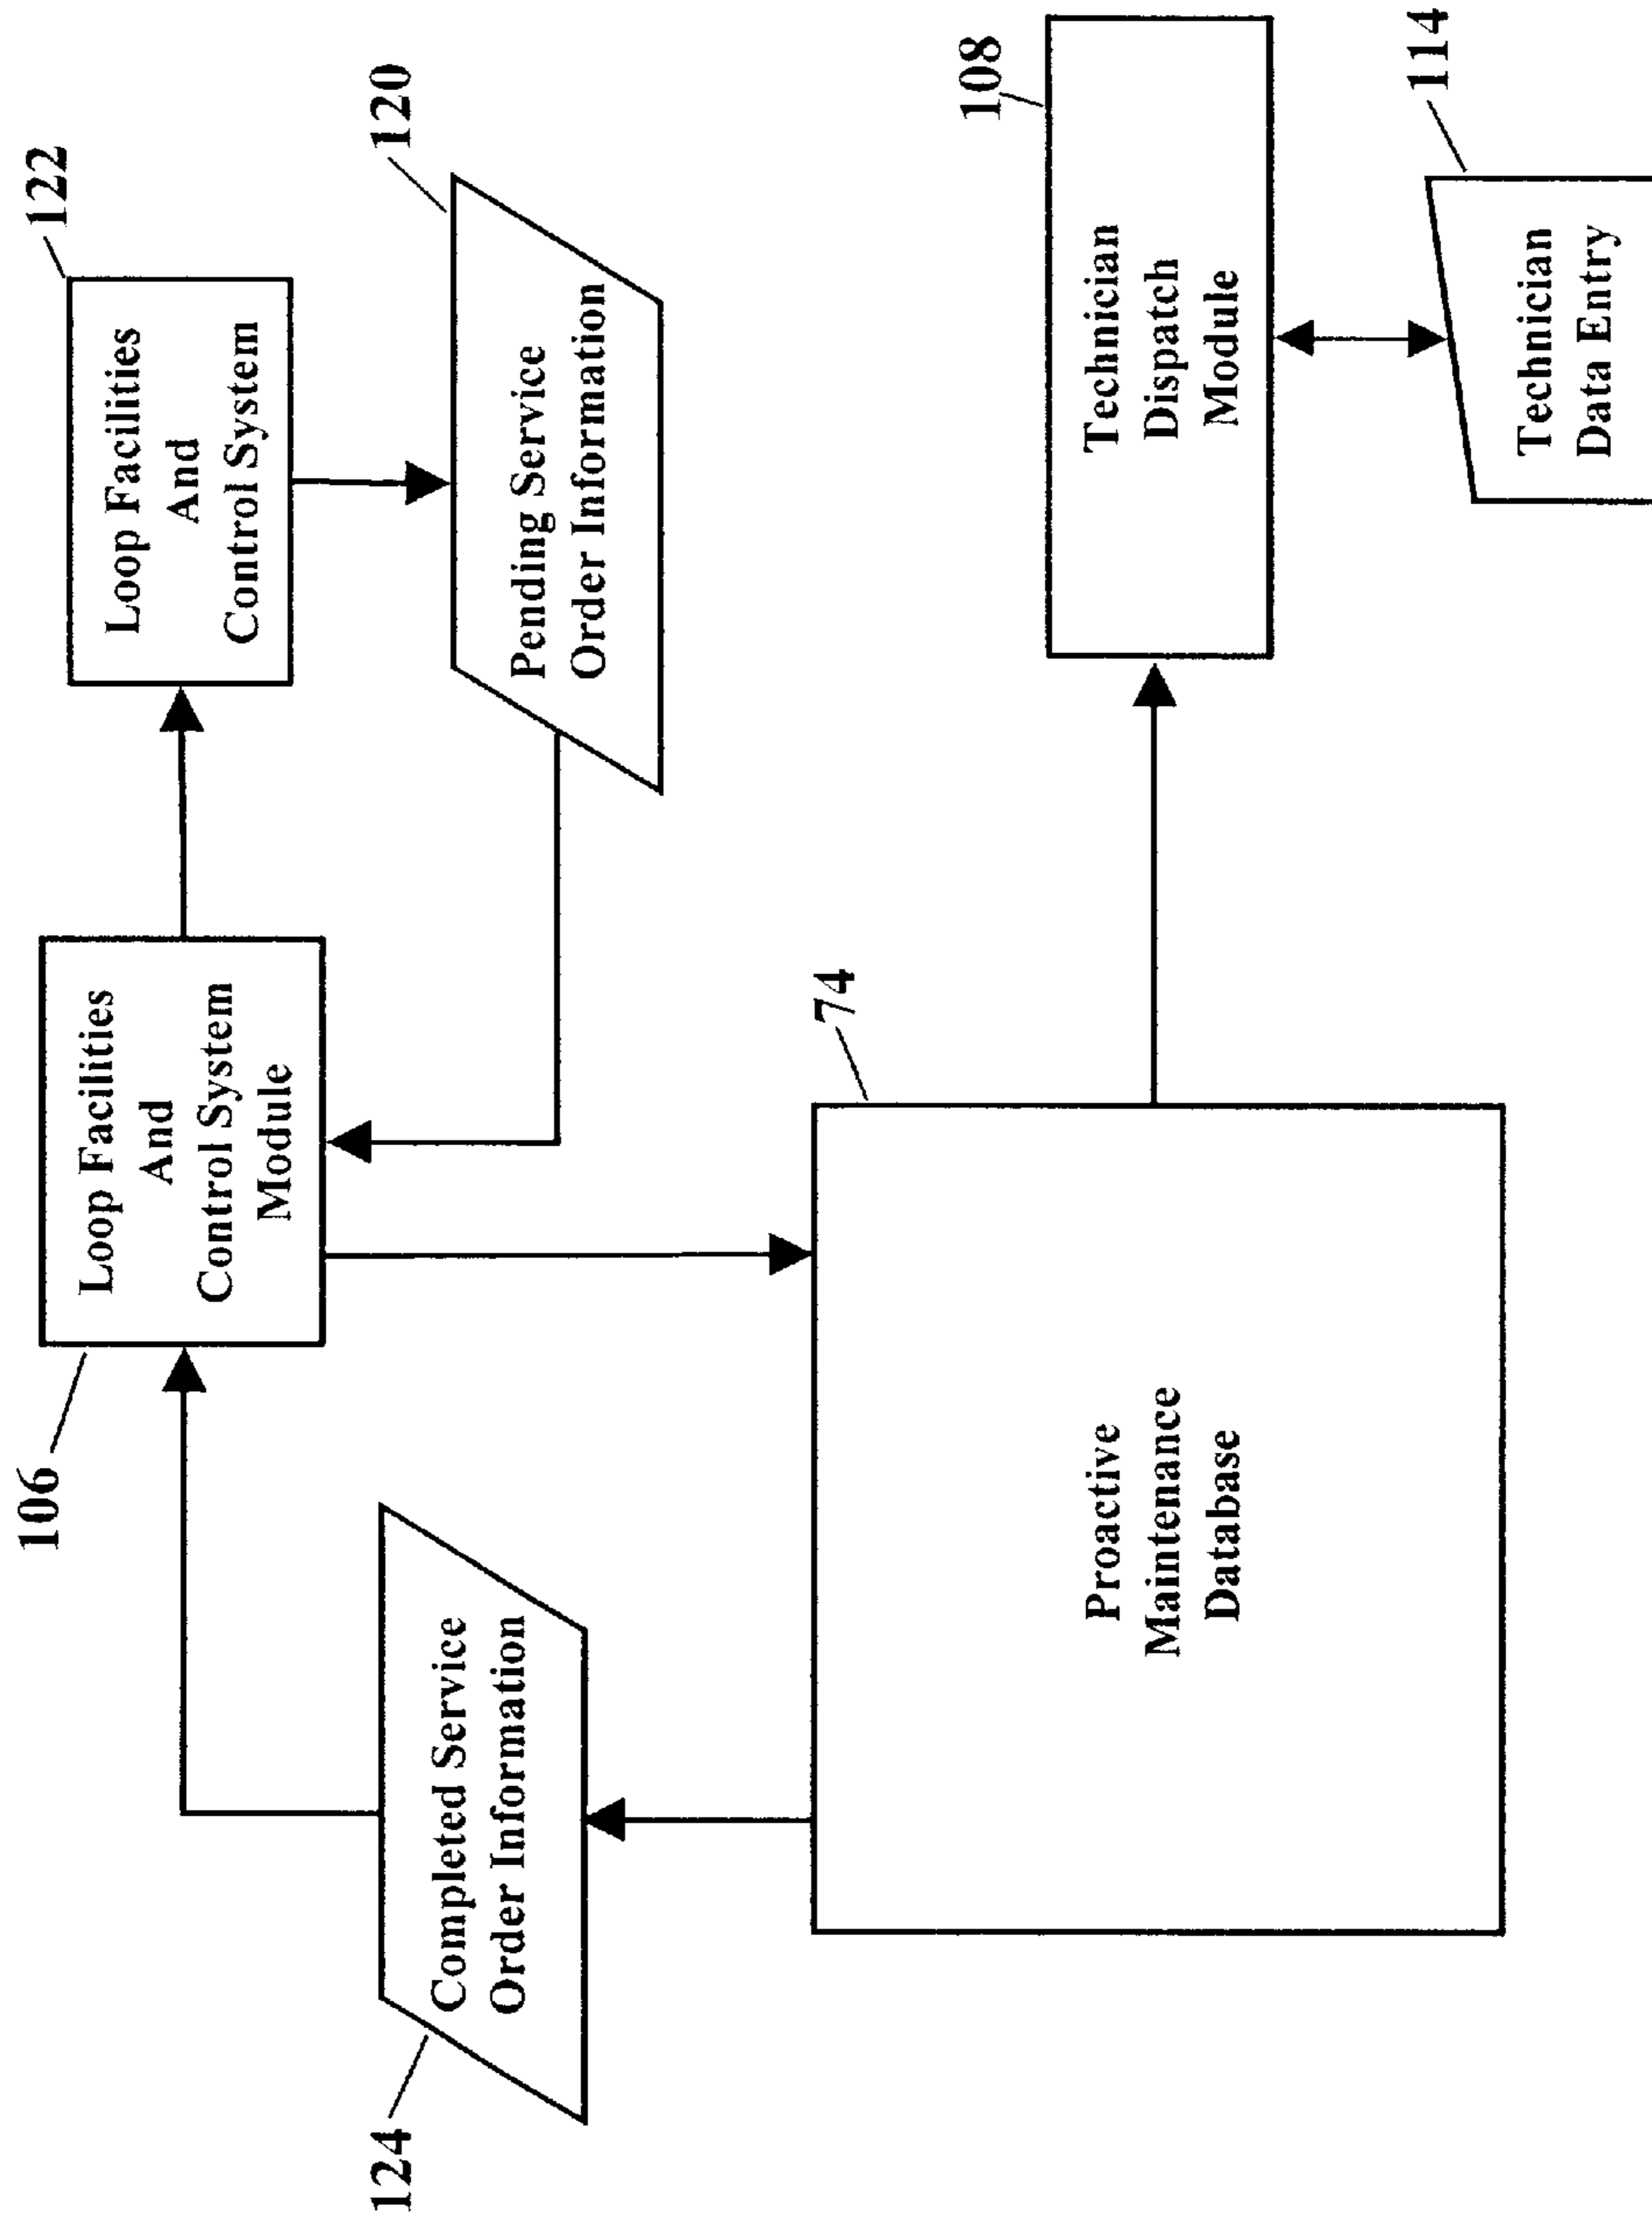 106
Loop Facilities
And
Control System
Module
122
Loop Facilities
And
Control System
124
Completed Service
Order Information
120
Pending Service
Order Information
74
Proactive
Maintenance
Database
108
Technician
Dispatch
Module
114
Technician
Data Entry